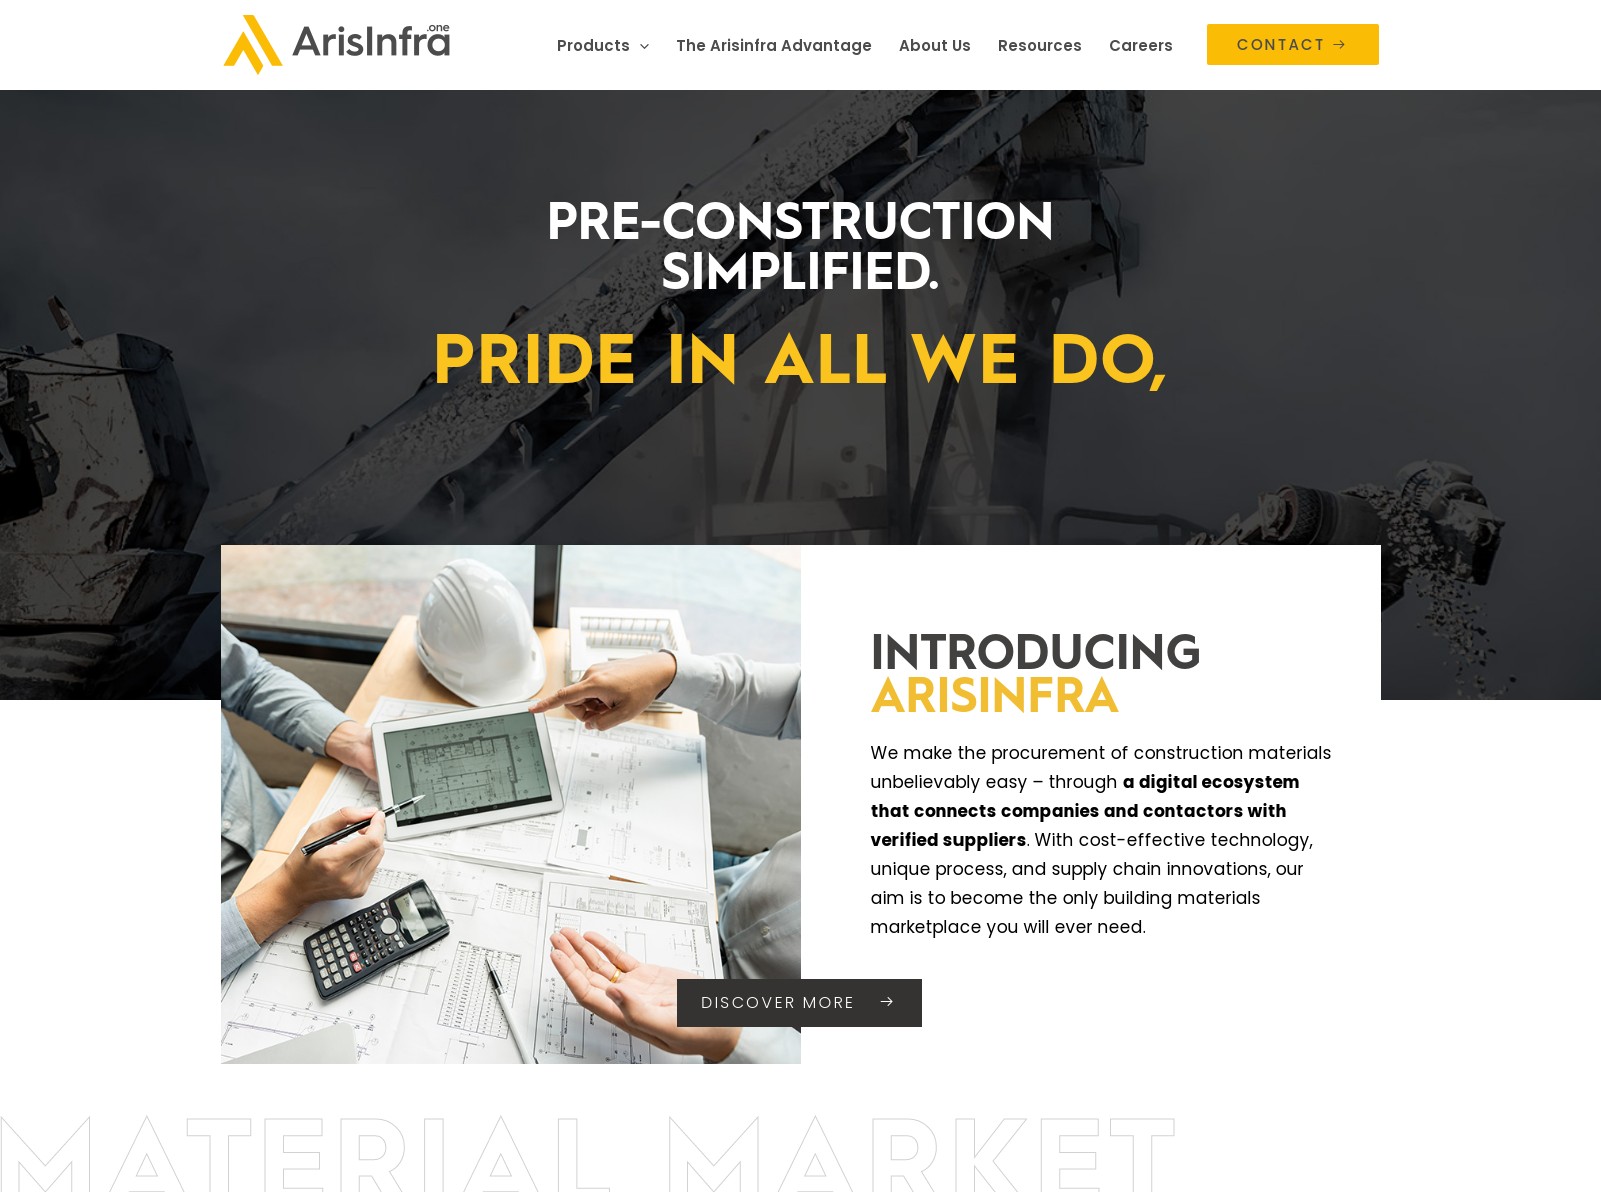 ArisInfra.one
Products
The Arisinfra Advantage
About Us
Resources
Careers
CONTACT →
PRE-CONSTRUCTION
SIMPLIFIED.
PRIDE IN ALL WE DO,
INTRODUCING
ARISINFRA
We make the procurement of construction materials
unbelievably easy – through a digital ecosystem
that connects companies and contactors with
verified suppliers. With cost-effective technology,
unique process, and supply chain innovations, our
aim is to become the only building materials
marketplace you will ever need.
DISCOVER MORE →
MATERIAL MARKET